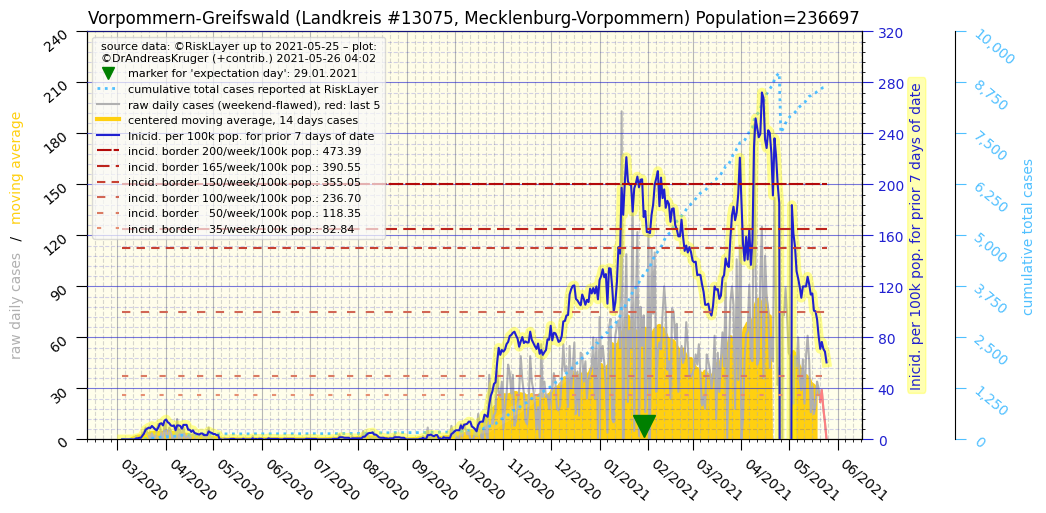 Vorpommern-Greifswald (Landkreis #13075, Mecklenburg-Vorpommern) Population=236697
source data: ©RiskLayer up to 2021-05-25 – plot:
©DrAndreasKruger (+contrib.) 2021-05-26 04:02
marker for 'expectation day': 29.01.2021
cumulative total cases reported at RiskLayer
raw daily cases (weekend-flawed), red: last 5
centered moving average, 14 days cases
Inicid. per 100k pop. for prior 7 days of date
incid. border 200/week/100k pop.: 473.39
incid. border 165/week/100k pop.: 390.55
incid. border 150/week/100k pop.: 355.05
incid. border 100/week/100k pop.: 236.70
incid. border 50/week/100k pop.: 118.35
incid. border 35/week/100k pop.: 82.84
raw daily cases / moving average
240
210
180
150
120
90
60
30
0
320
280
240
200
160
120
80
40
0
Inicid. per 100k pop. for prior 7 days of date
10,000
8,750
7,500
6,250
5,000
3,750
2,500
1,250
0
cumulative total cases
03/2020
04/2020
05/2020
06/2020
07/2020
08/2020
09/2020
10/2020
11/2020
12/2020
01/2021
02/2021
03/2021
04/2021
05/2021
06/2021